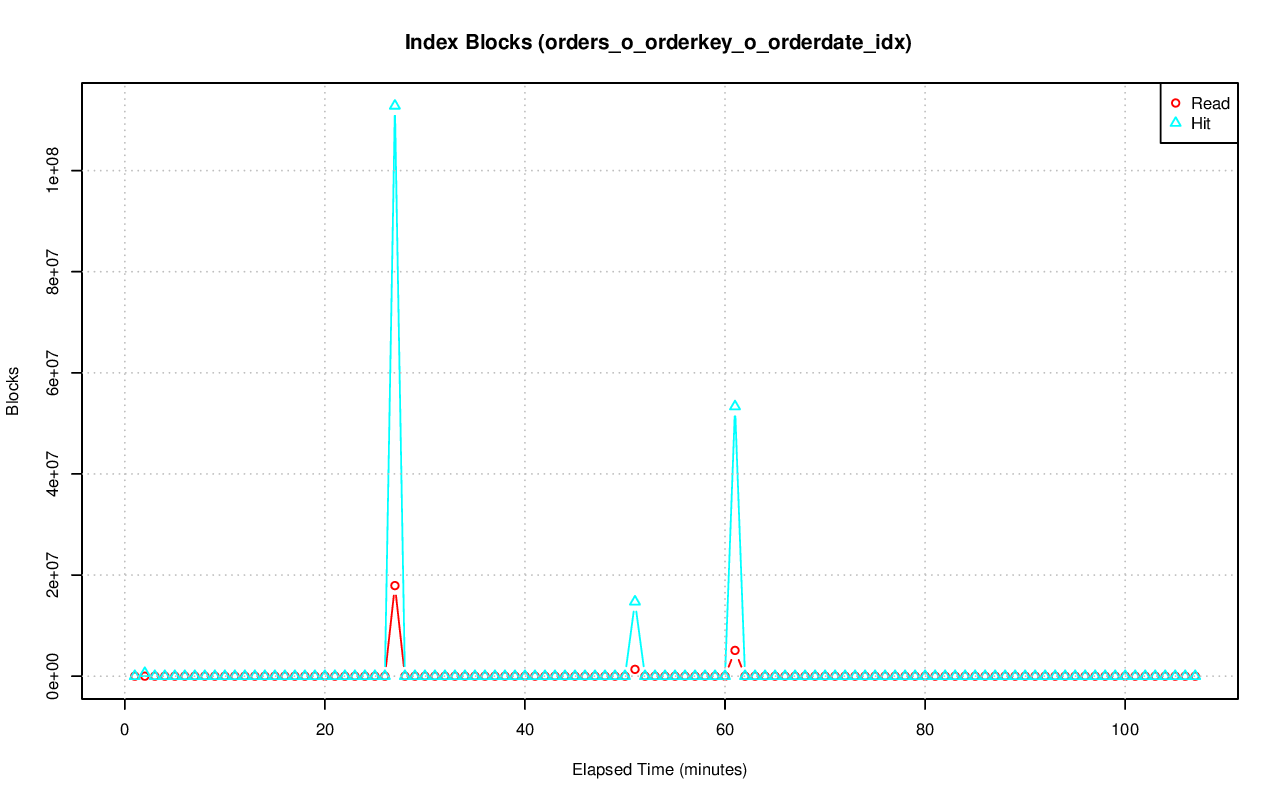 Index Blocks (orders_o_orderkey_o_orderdate_idx)
Read
Hit
Blocks
1e+08
8e+07
6e+07
4e+07
2e+07
0e+00
0 20 40 60 80 100
Elapsed Time (minutes)